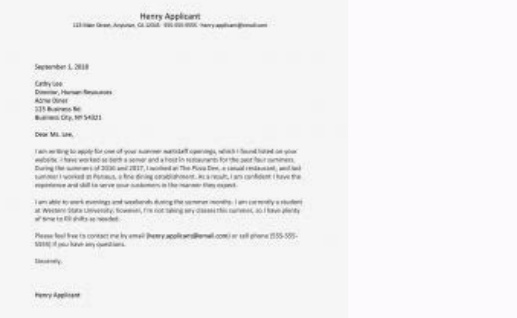 Henry Applicant
123 Main Street, Anytown, CA 12345 · 555-555-5555 · henry.applicant@email.com
September 1, 2018
Cathy Lee
Director, Human Resources
Acme Diner
123 Business Rd.
Business City, NY 54321
Dear Ms. Lee,
I am writing to apply for one of your summer waitstaff openings, which I found listed on your
website. I have worked as both a server and a host in restaurants for the past four summers.
During the summers of 2016 and 2017, I worked at The Pizza Den, a casual restaurant, and last
summer I worked at a fine dining establishment. As a result, I am confident I have the
experience and skill to serve your customers in the manner they expect.
I am able to work evenings and weekends during the summer months. I am currently a student
at Western State University; however, I'm not taking any classes this summer, so I have plenty
of time to fill shifts as needed.
Please feel free to contact me by email (henry.applicant@email.com) or cell phone (555-555-
5555) if you have any questions.
Sincerely,
Henry Applicant